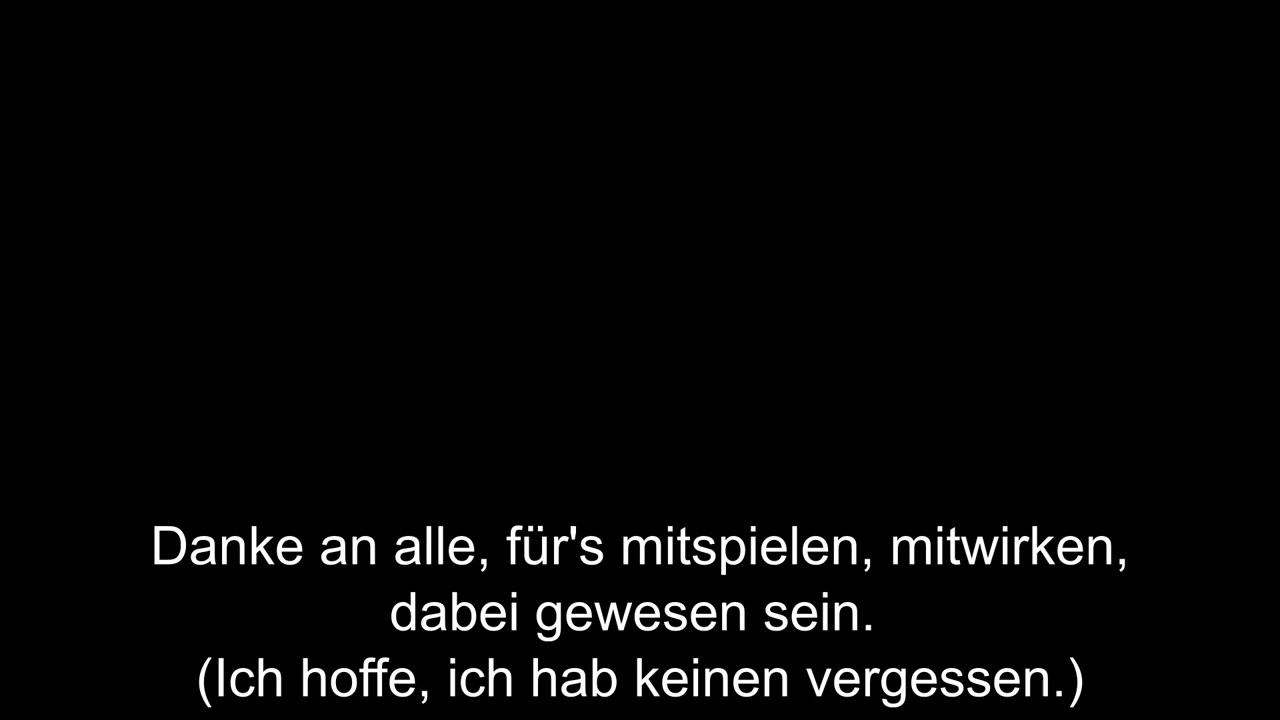 Danke an alle, für's mitspielen, mitwirken,
dabei gewesen sein.
(Ich hoffe, ich hab keinen vergessen.)